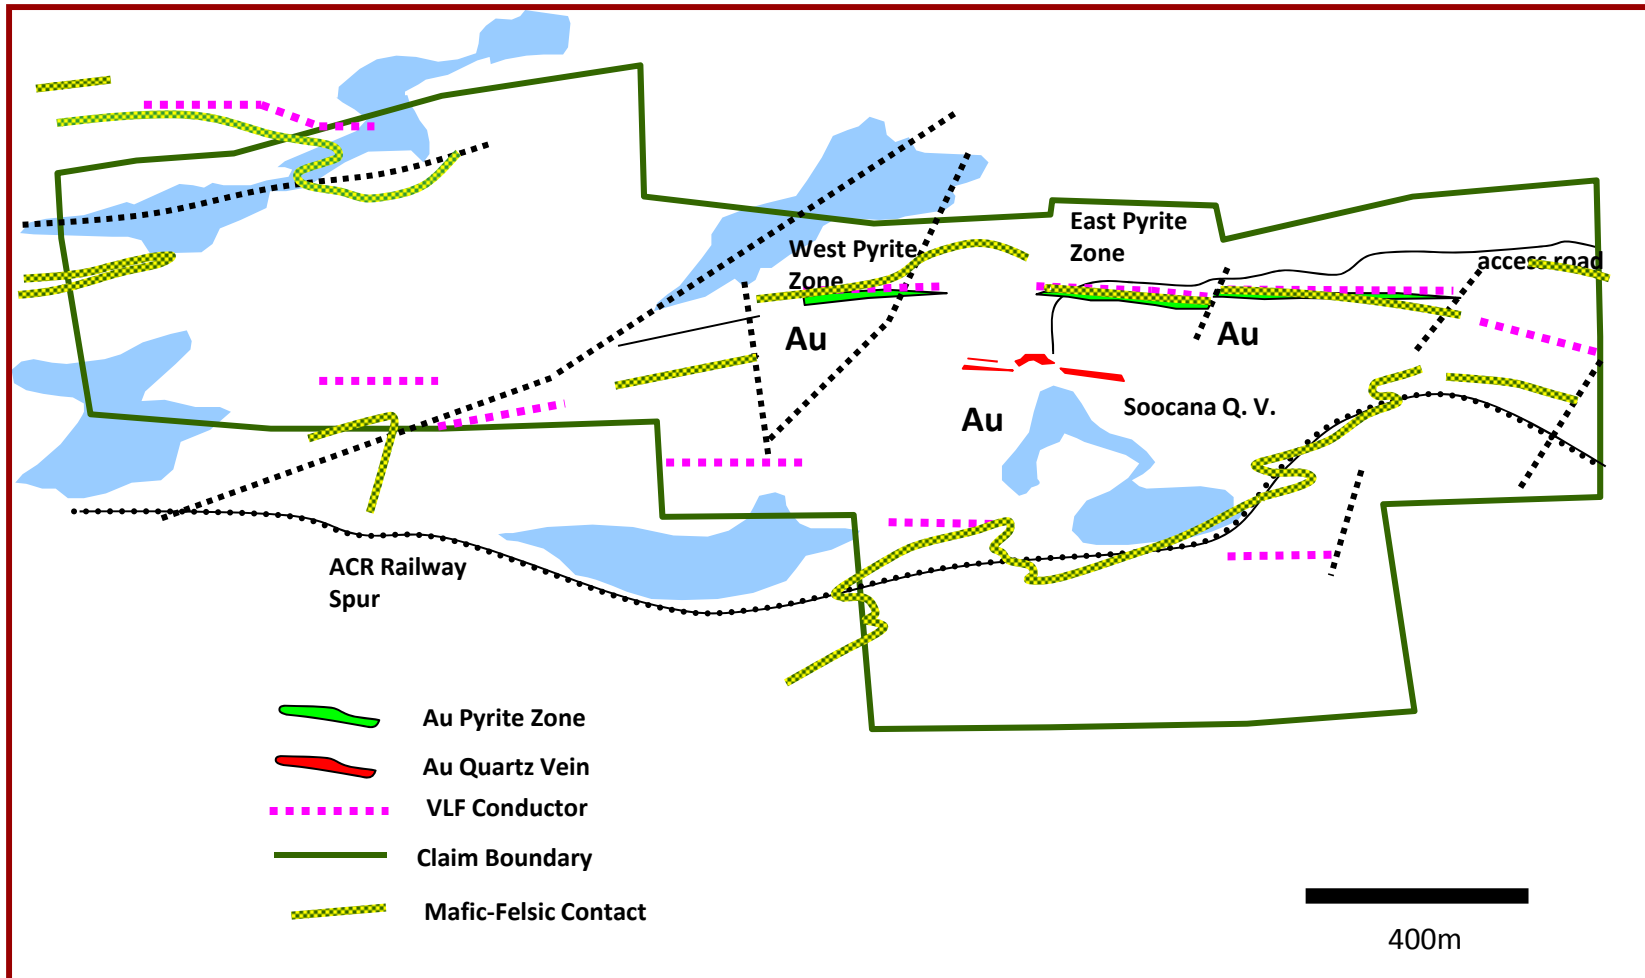 East Pyrite
Zone
West Pyrite
Zone
access road
Au
Au
Au
Soocana Q. V.
ACR Railway
Spur
Au Pyrite Zone
Au Quartz Vein
VLF Conductor
Claim Boundary
Mafic-Felsic Contact
400m